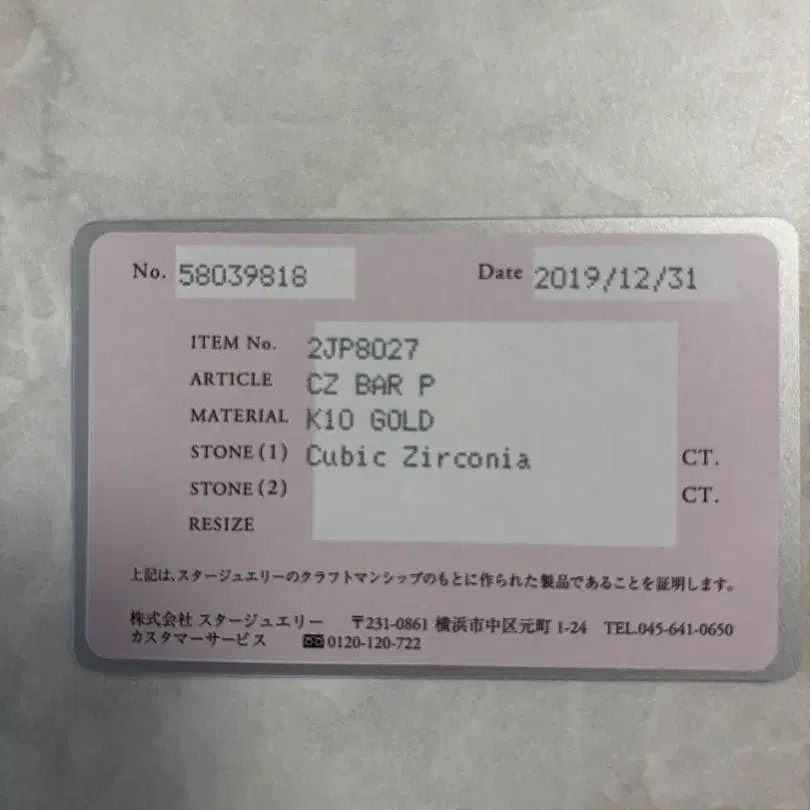 No. 58039818 Date 2019/12/31
ITEM No. 2JP8027
ARTICLE CZ BAR P
MATERIAL K10 GOLD
STONE(1) Cubic Zirconia CT.
STONE(2) CT.
RESIZE
上記は、スタージュエリーのクラフトマンシップのもとに作られた製品であることを証明します。
株式会社 スタージュエリー 〒231-0861 横浜市中区元町 1-24 TEL.045-641-0650
カスタマーサービス 0120-120-722